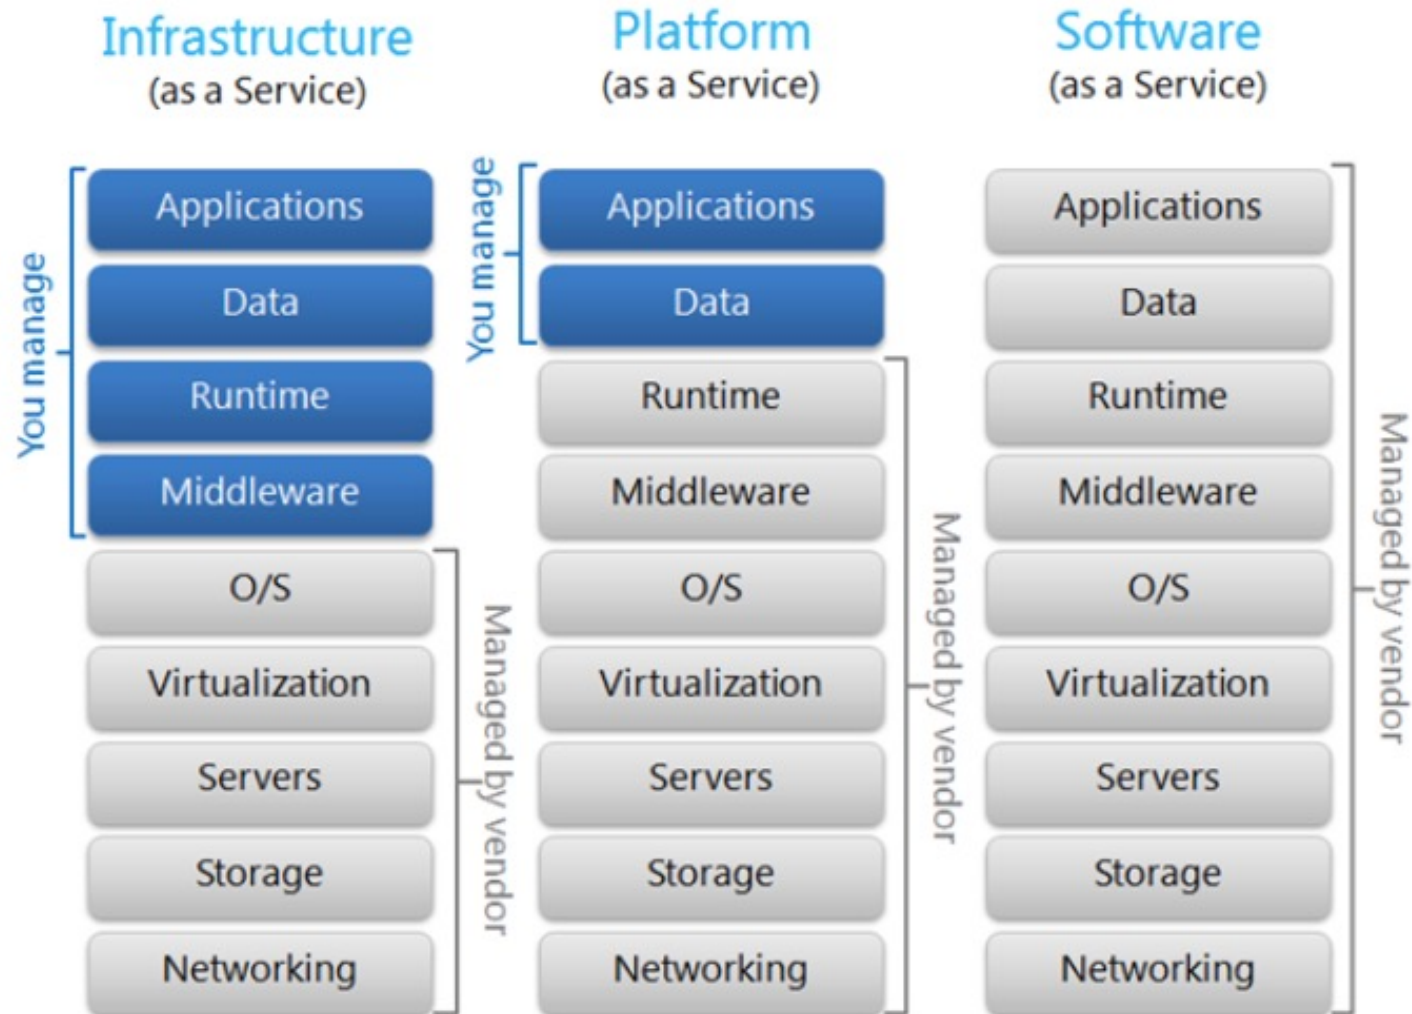 Infrastructure
(as a Service)
You manage
Applications
Data
Runtime
Middleware
O/S
Virtualization
Servers
Storage
Networking
Managed by vendor
Platform
(as a Service)
You manage
Applications
Data
Runtime
Middleware
O/S
Virtualization
Servers
Storage
Networking
Managed by vendor
Software
(as a Service)
Applications
Data
Runtime
Middleware
O/S
Virtualization
Servers
Storage
Networking
Managed by vendor